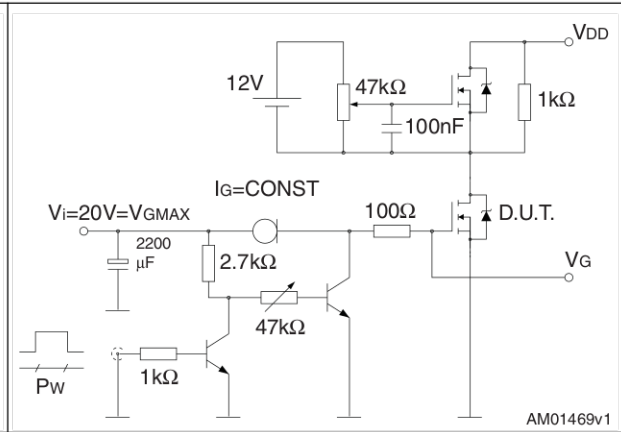 VDD
12V
47kΩ
1kΩ
100nF
IG=CONST
Vi=20V=VGMAX
100Ω
D.U.T.
2200
μF
2.7kΩ
VG
47kΩ
1kΩ
PW
AM01469v1